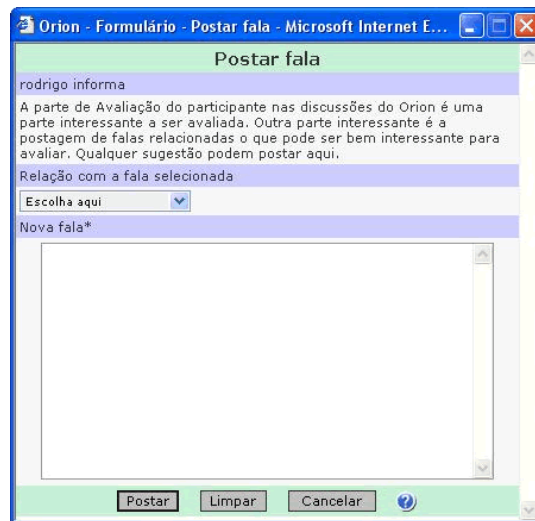 Orion - Formulário - Postar fala - Microsoft Internet E...
Postar fala
rodrigo informa
A parte de Avaliação do participante nas discussões do Orion é uma
parte interessante a ser avaliada. Outra parte interessante é a
postagem de falas relacionadas o que pode ser bem interessante para
avaliar. Qualquer sugestão podem postar aqui.
Relação com a fala selecionada
Escolha aqui
Nova fala*
Postar Limpar Cancelar ?